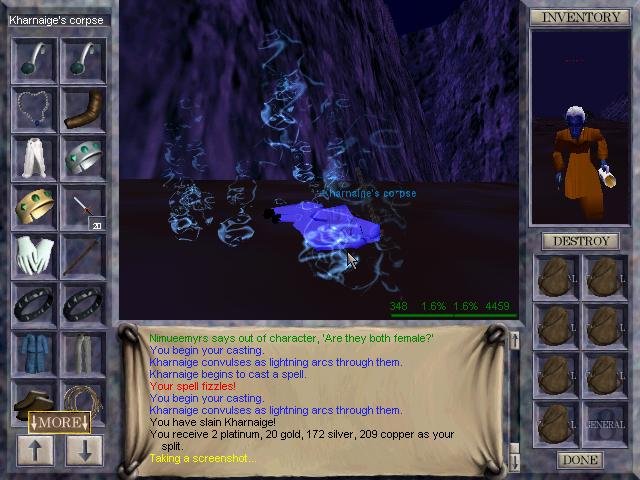 Kharnaige's corpse
INVENTORY
Kharnaige's corpse
20
DESTROY
348 1.6% 1.6% 4459
Nimueemyrs says out of character, 'Are they both female?'
You begin your casting.
Kharnaige convulses as lightning arcs through them.
Kharnaige begins to cast a spell.
Your spell fizzles!
You begin your casting.
Kharnaige convulses as lightning arcs through them.
You have slain Kharnaige!
You receive 2 platinum, 20 gold, 172 silver, 209 copper as your
split.
Taking a screenshot...
MORE
GENERAL
DONE